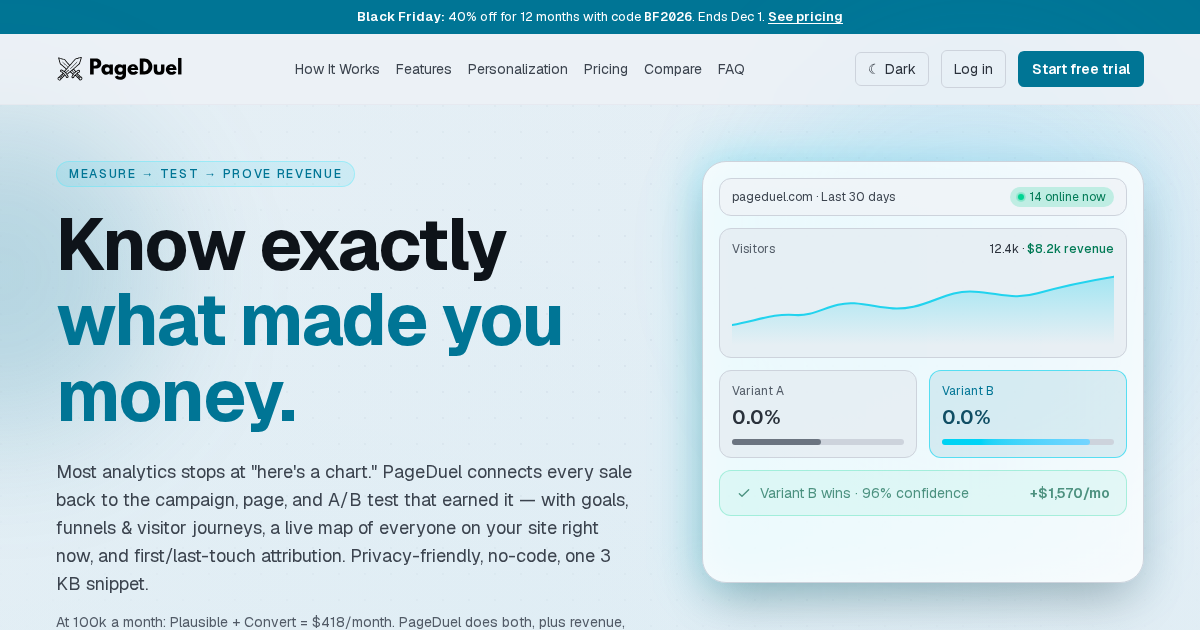 Black Friday: 40% off for 12 months with code BF2026. Ends Dec 1. See pricing
PageDuel
How It Works
Features
Personalization
Pricing
Compare
FAQ
☾ Dark
Log in
Start free trial
MEASURE → TEST → PROVE REVENUE
Know exactly
what made you
money.
Most analytics stops at "here's a chart." PageDuel connects every sale
back to the campaign, page, and A/B test that earned it — with goals,
funnels & visitor journeys, a live map of everyone on your site right
now, and first/last-touch attribution. Privacy-friendly, no-code, one 3
KB snippet.
At 100k a month: Plausible + Convert = $418/month. PageDuel does both, plus revenue,
pageduel.com · Last 30 days
14 online now
Visitors
12.4k · $8.2k revenue
Variant A
0.0%
Variant B
0.0%
✓ Variant B wins · 96% confidence
+$1,570/mo